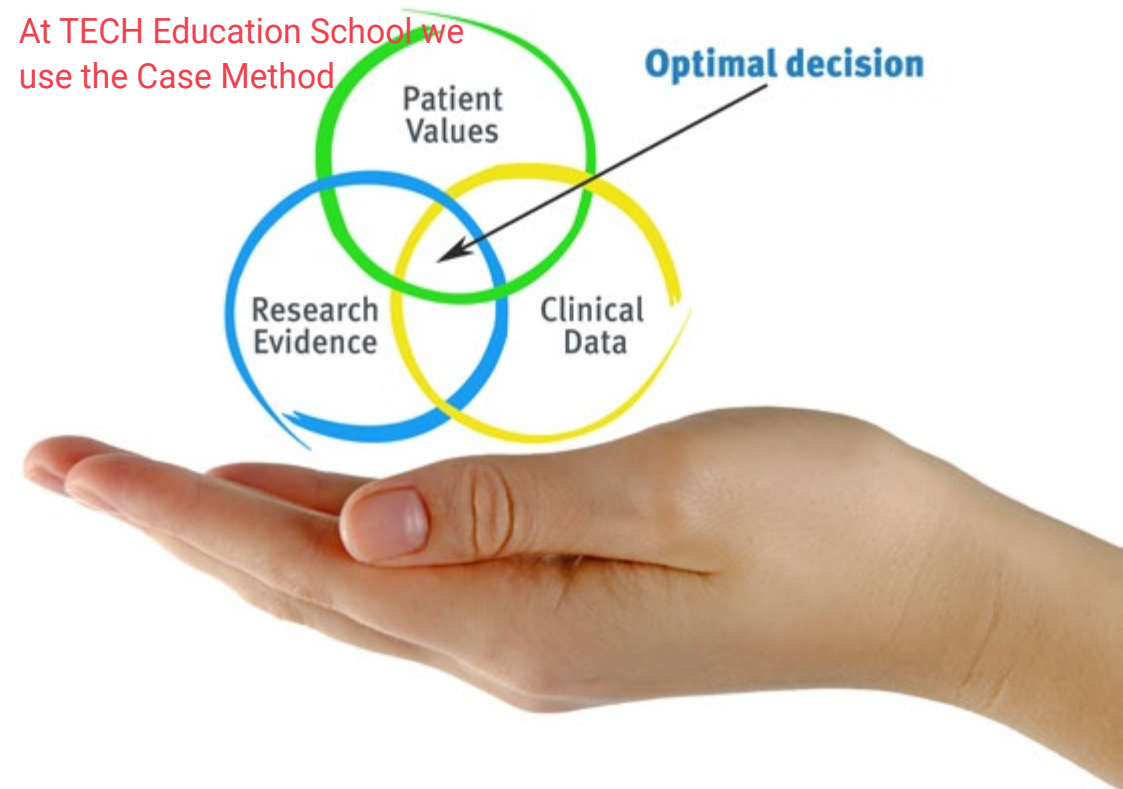 At TECH Education School we
use the Case Method
Optimal decision
Patient
Values
Research
Evidence
Clinical
Data